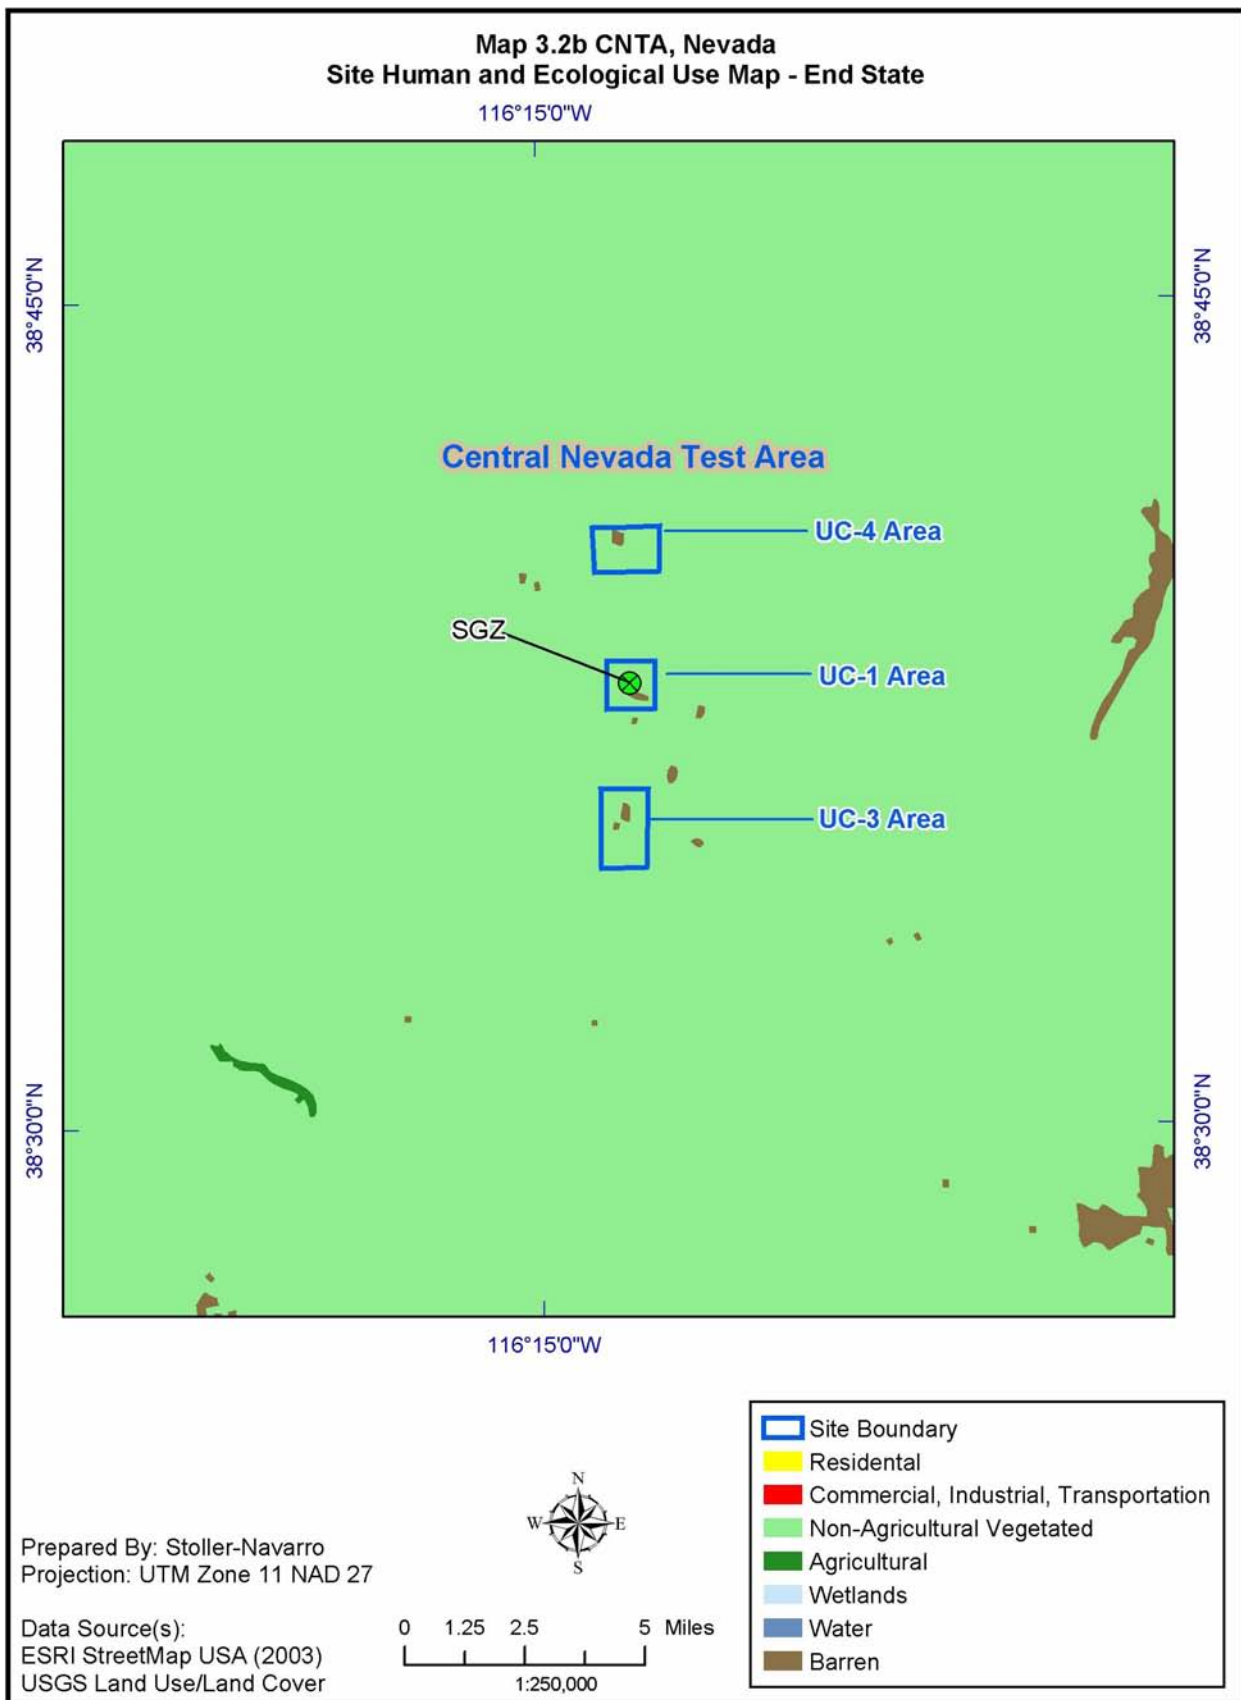 Map 3.2b CNTA, Nevada
Site Human and Ecological Use Map - End State
116°15'0"W
38°45'0"N
38°45'0"N
Central Nevada Test Area
UC-4 Area
SGZ
UC-1 Area
UC-3 Area
38°30'0"N
38°30'0"N
116°15'0"W
Site Boundary
Residental
Commercial, Industrial, Transportation
Non-Agricultural Vegetated
Agricultural
Wetlands
Water
Barren
N
W E
S
Prepared By: Stoller-Navarro
Projection: UTM Zone 11 NAD 27
Data Source(s):
ESRI StreetMap USA (2003)
USGS Land Use/Land Cover
0 1.25 2.5 5 Miles
1:250,000